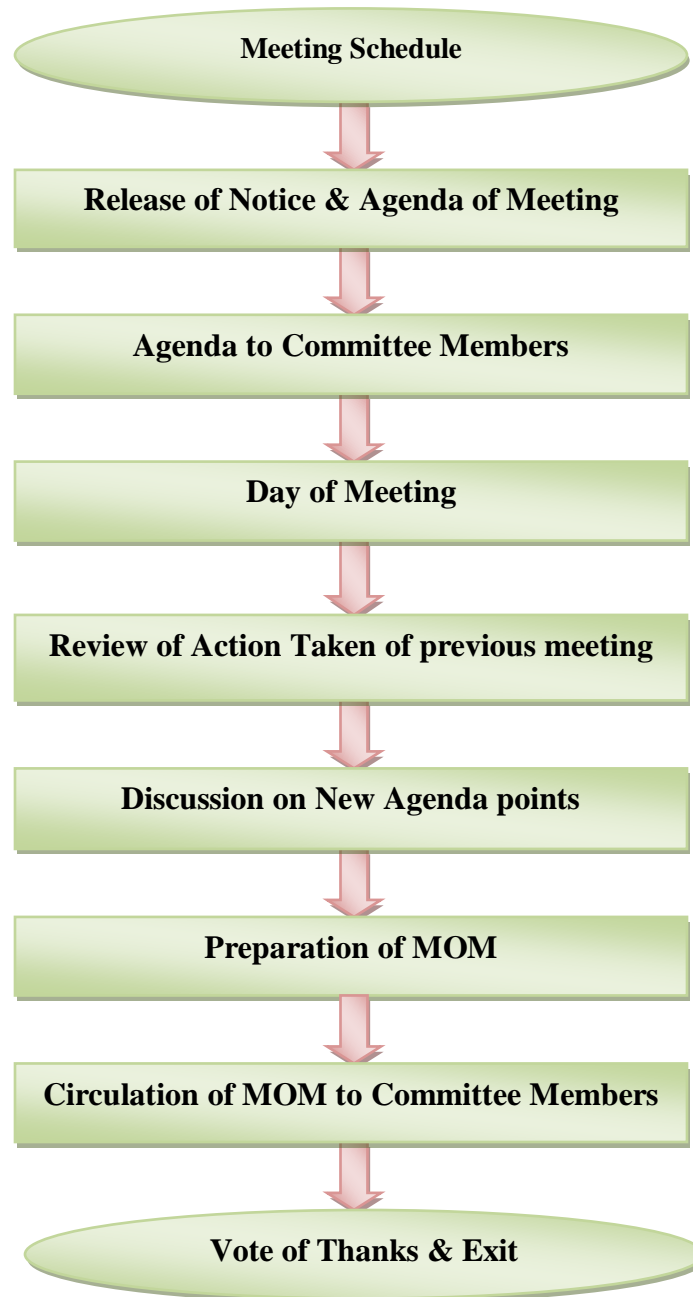 Meeting Schedule
Release of Notice & Agenda of Meeting
Agenda to Committee Members
Day of Meeting
Review of Action Taken of previous meeting
Discussion on New Agenda points
Preparation of MOM
Circulation of MOM to Committee Members
Vote of Thanks & Exit